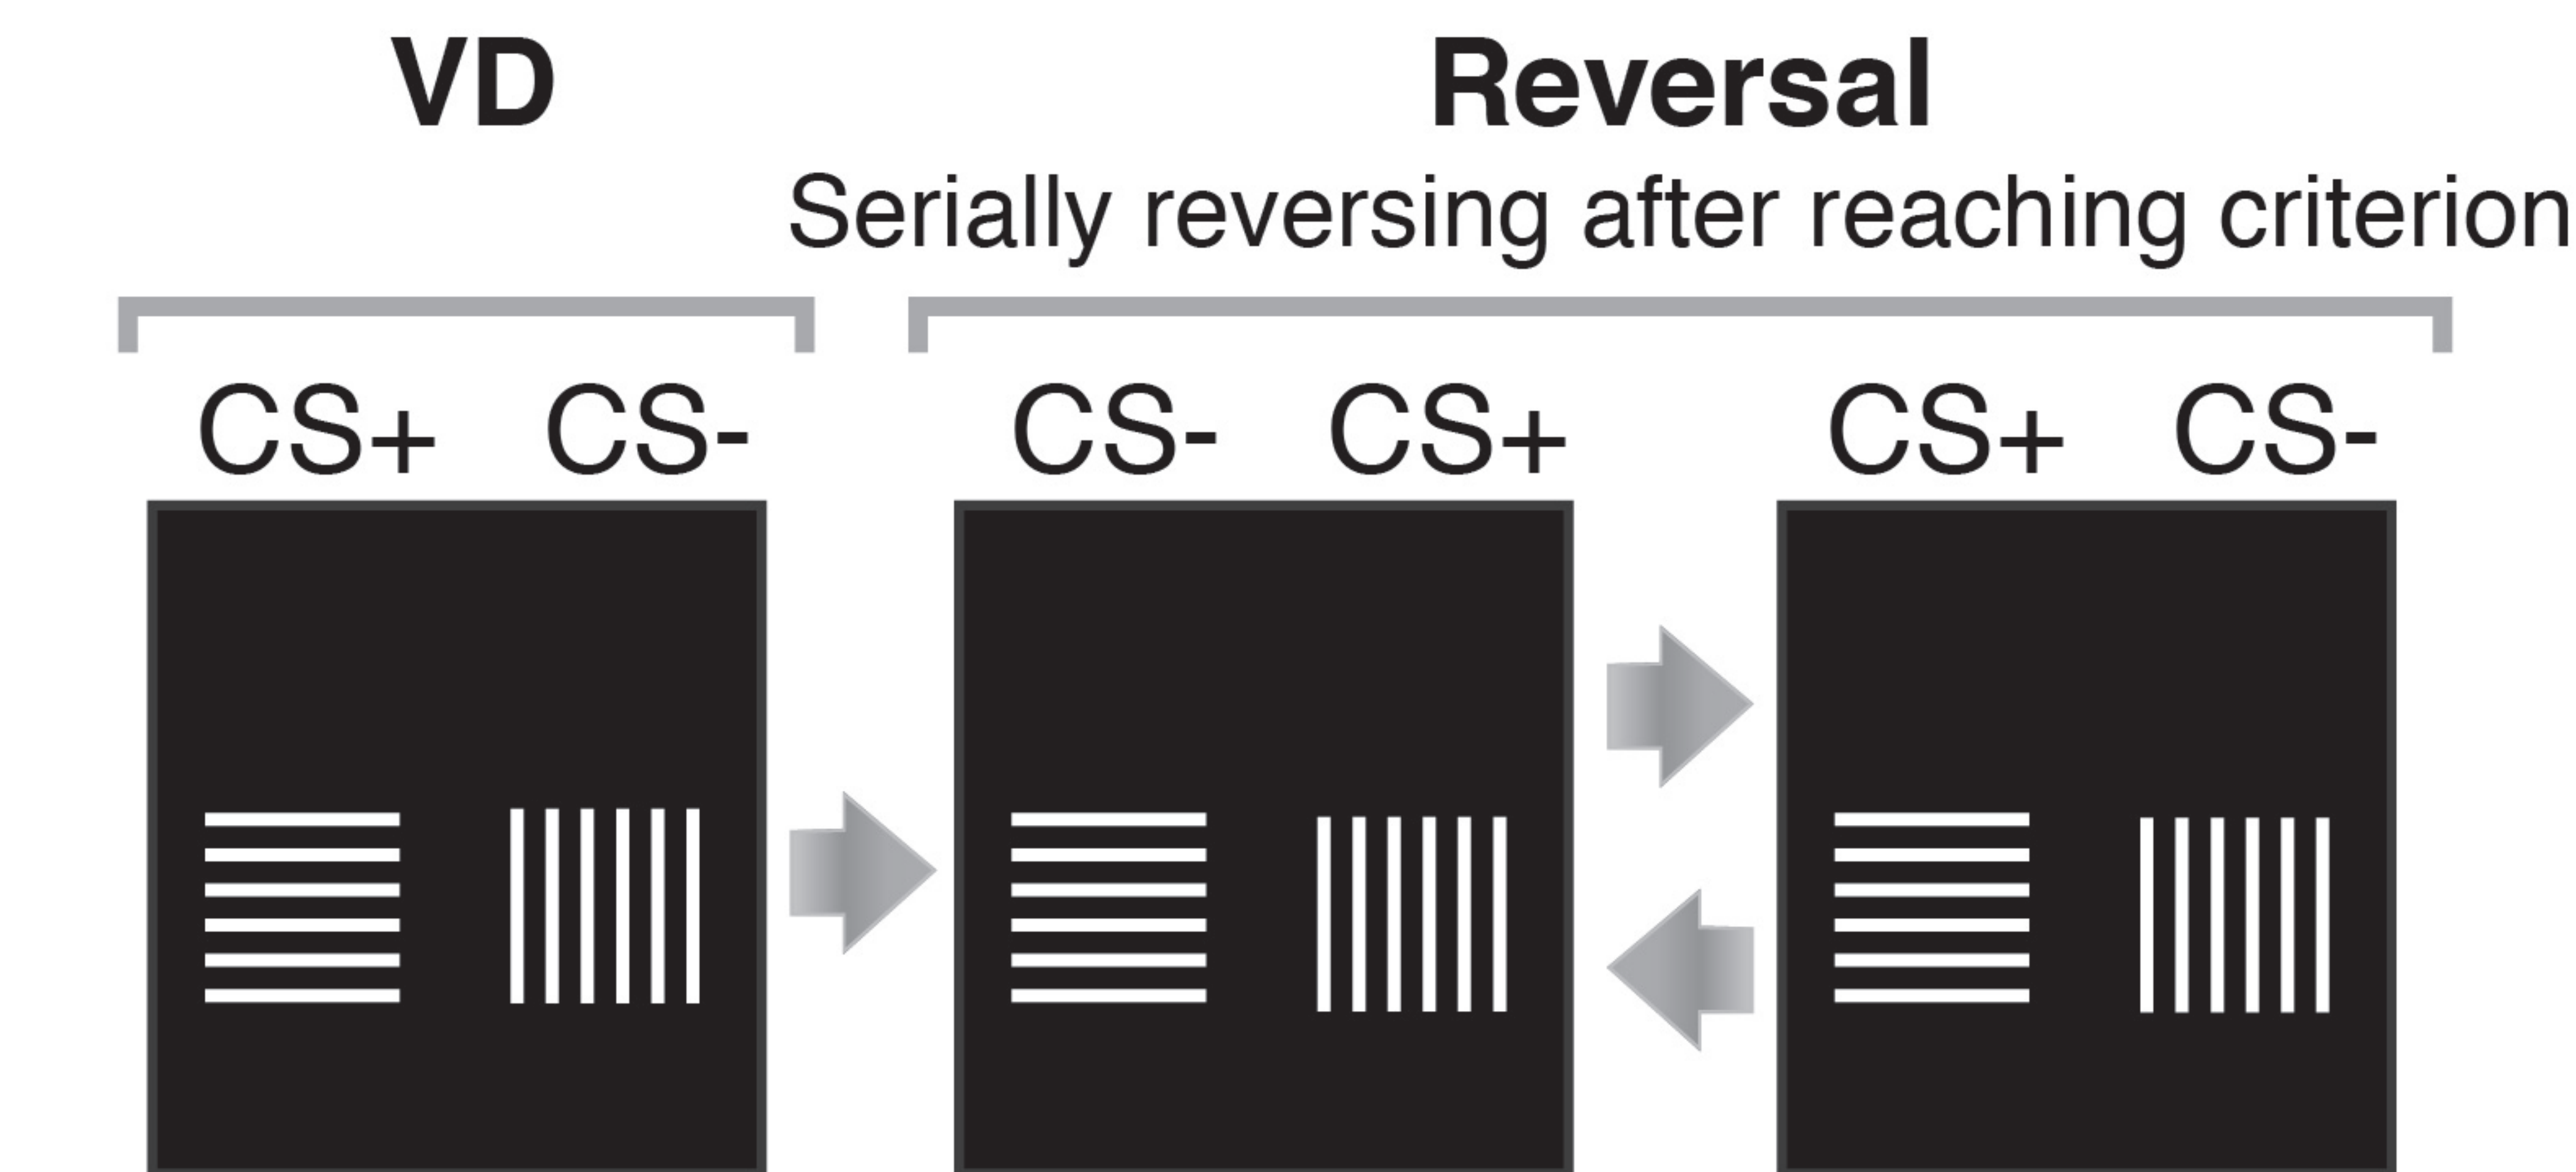 VD
Reversal
Serially reversing after reaching criterion
CS+ CS- CS- CS+ CS+ CS-